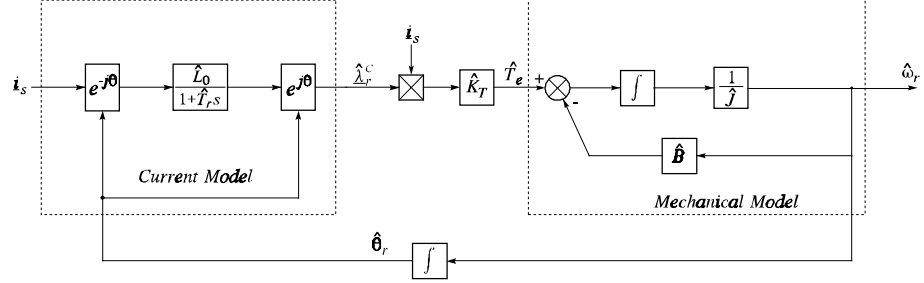 i_s
e^{-jθ̂}
L̂_0
1+T̂_r s
e^{jθ̂}
λ̂_r^C
i_s
K̂_T
T̂_e
+
-
∫
1
Ĵ
ω̂_r
B̂
Current Model
Mechanical Model
θ̂_r
∫